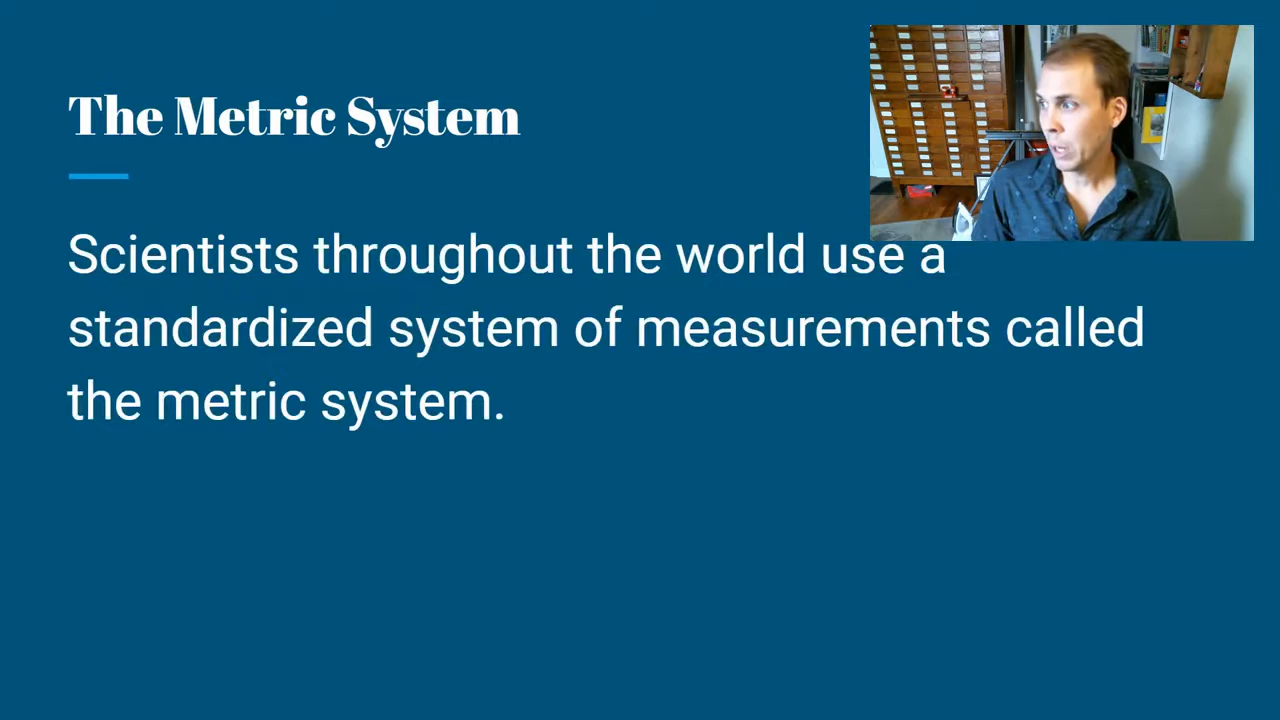 The Metric System
Scientists throughout the world use a
standardized system of measurements called
the metric system.